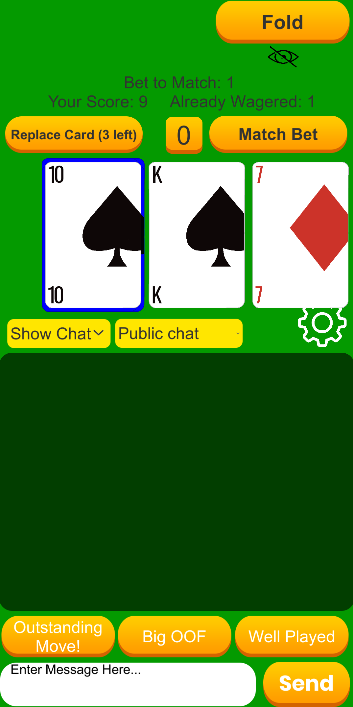 Fold
Bet to Match: 1
Your Score: 9 Already Wagered: 1
Replace Card (3 left) 0 Match Bet
10 K 7
10 K 7
Show Chat Public chat
Outstanding
Move!
Big OOF
Well Played
Enter Message Here...
Send